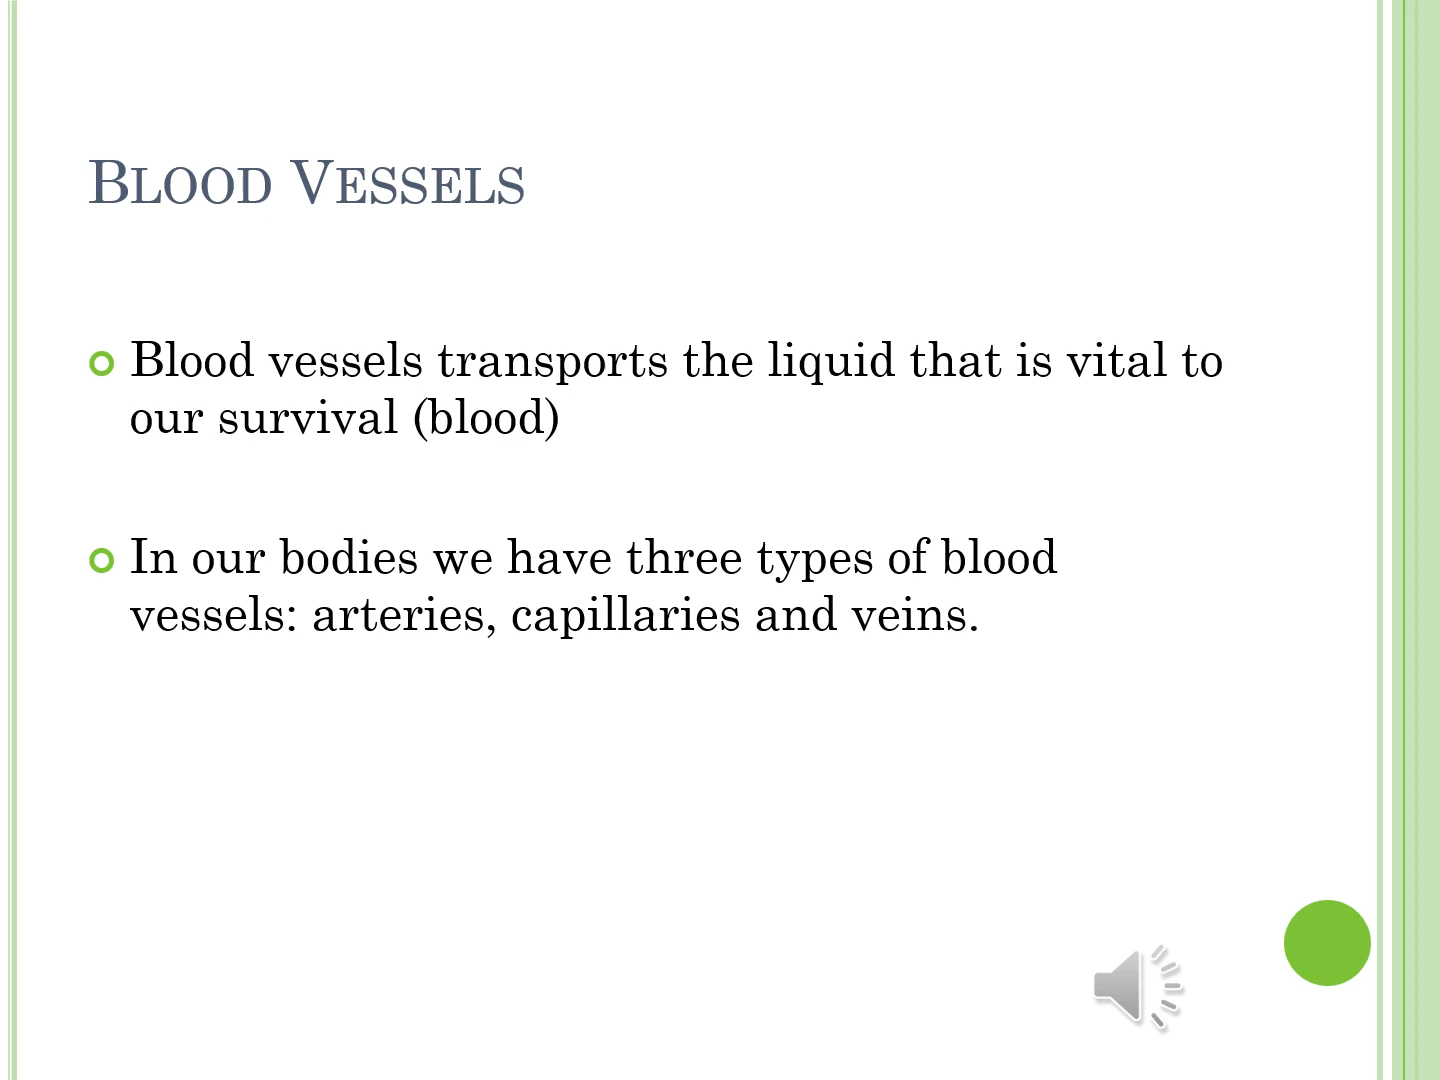 Blood Vessels
Blood vessels transports the liquid that is vital to
our survival (blood)
In our bodies we have three types of blood
vessels: arteries, capillaries and veins.